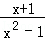 x+1
x² − 1